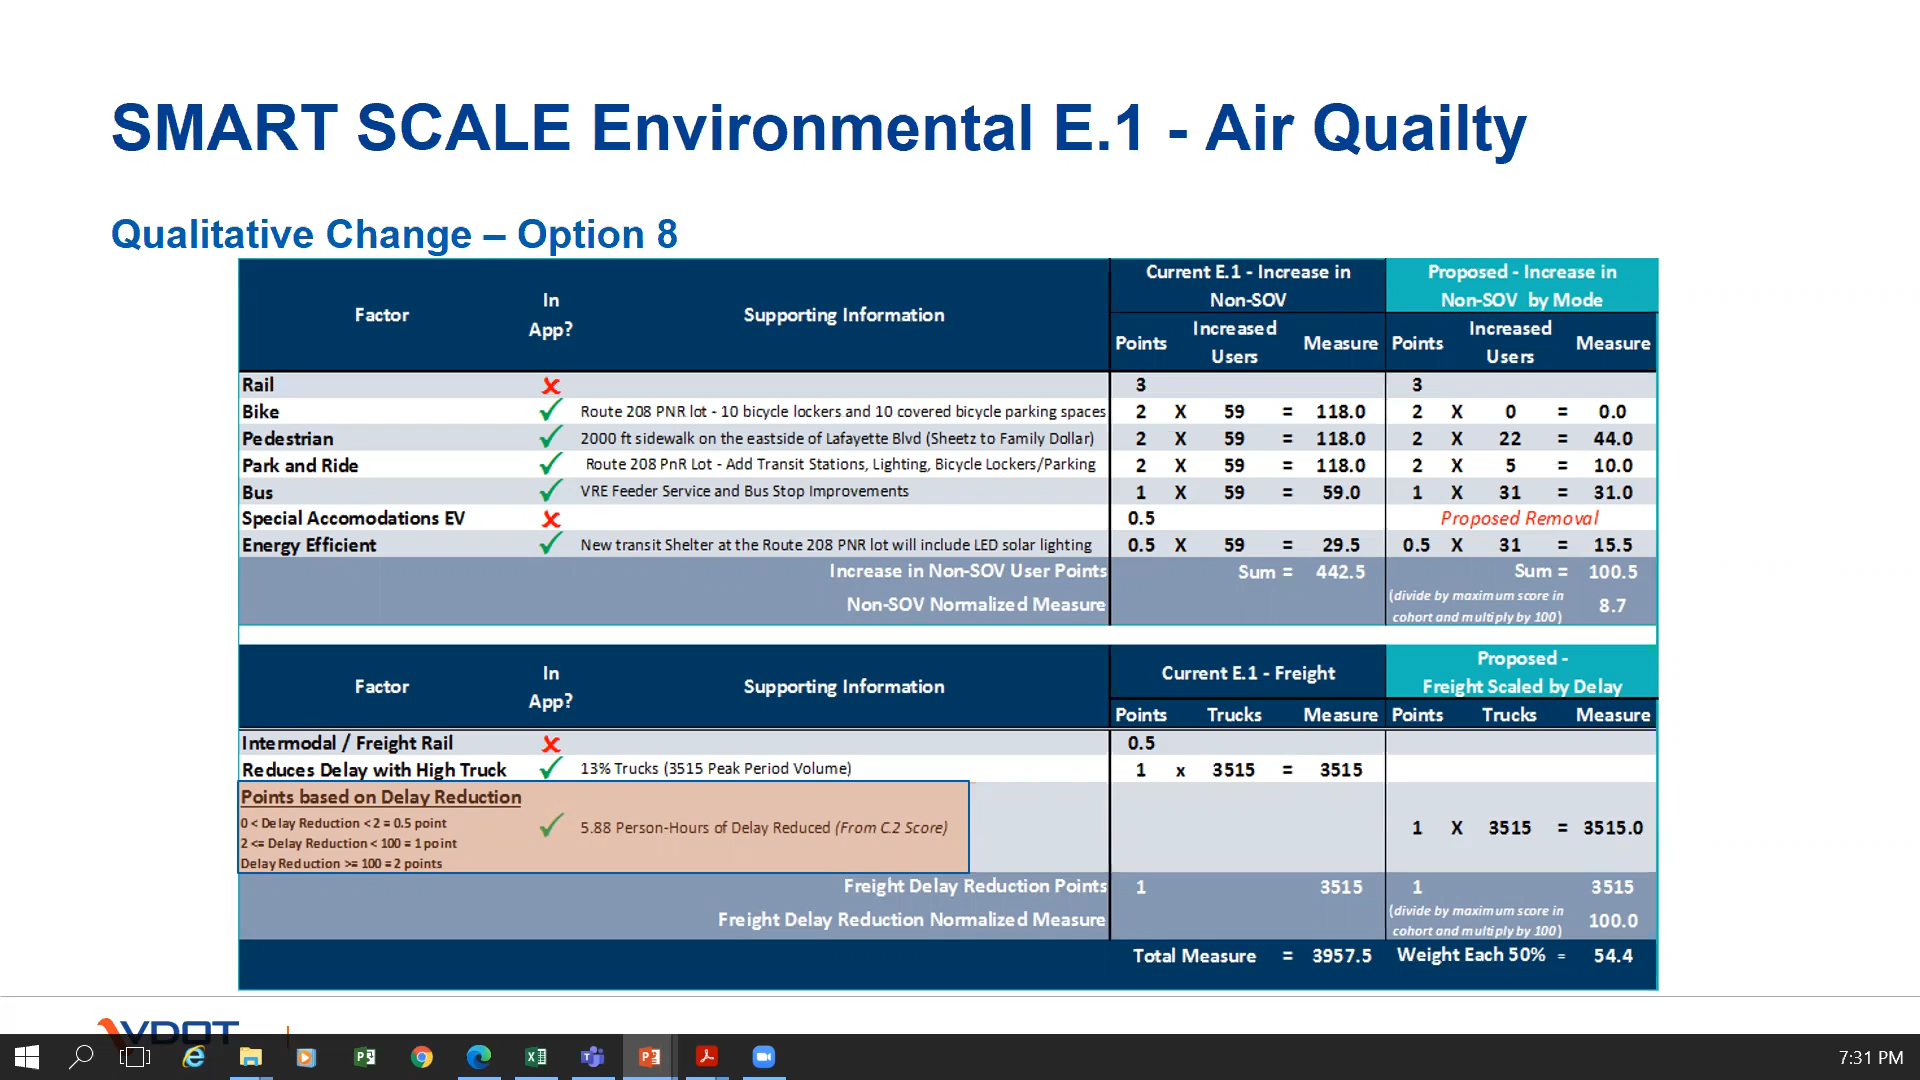 SMART SCALE Environmental E.1 - Air Quailty
Qualitative Change – Option 8
Factor In App? Supporting Information Current E.1 - Increase in Non-SOV Proposed - Increase in Non-SOV by Mode
Points Increased Users Measure Points Increased Users Measure
Rail ✗ 3 3
Bike ✓ Route 208 PNR lot - 10 bicycle lockers and 10 covered bicycle parking spaces 2 X 59 = 118.0 2 X 0 = 0.0
Pedestrian ✓ 2000 ft sidewalk on the eastside of Lafayette Blvd (Sheetz to Family Dollar) 2 X 59 = 118.0 2 X 22 = 44.0
Park and Ride ✓ Route 208 PnR Lot - Add Transit Stations, Lighting, Bicycle Lockers/Parking 2 X 59 = 118.0 2 X 5 = 10.0
Bus ✓ VRE Feeder Service and Bus Stop Improvements 1 X 59 = 59.0 1 X 31 = 31.0
Special Accomodations EV ✗ 0.5 Proposed Removal
Energy Efficient ✓ New transit Shelter at the Route 208 PNR lot will include LED solar lighting 0.5 X 59 = 29.5 0.5 X 31 = 15.5
Increase in Non-SOV User Points Sum = 442.5 Sum = 100.5
Non-SOV Normalized Measure (divide by maximum score in cohort and multiply by 100) 8.7
Factor In App? Supporting Information Current E.1 - Freight Proposed - Freight Scaled by Delay
Points Trucks Measure Points Trucks Measure
Intermodal / Freight Rail ✗ 0.5
Reduces Delay with High Truck ✓ 13% Trucks (3515 Peak Period Volume) 1 x 3515 = 3515
Points based on Delay Reduction
0 < Delay Reduction < 2 = 0.5 point
2 <= Delay Reduction < 100 = 1 point
Delay Reduction >= 100 = 2 points
✓ 5.88 Person-Hours of Delay Reduced (From C.2 Score) 1 X 3515 = 3515.0
Freight Delay Reduction Points 1 3515 1 3515
Freight Delay Reduction Normalized Measure (divide by maximum score in cohort and multiply by 100) 100.0
Total Measure = 3957.5 Weight Each 50% = 54.4
VDOT
7:31 PM